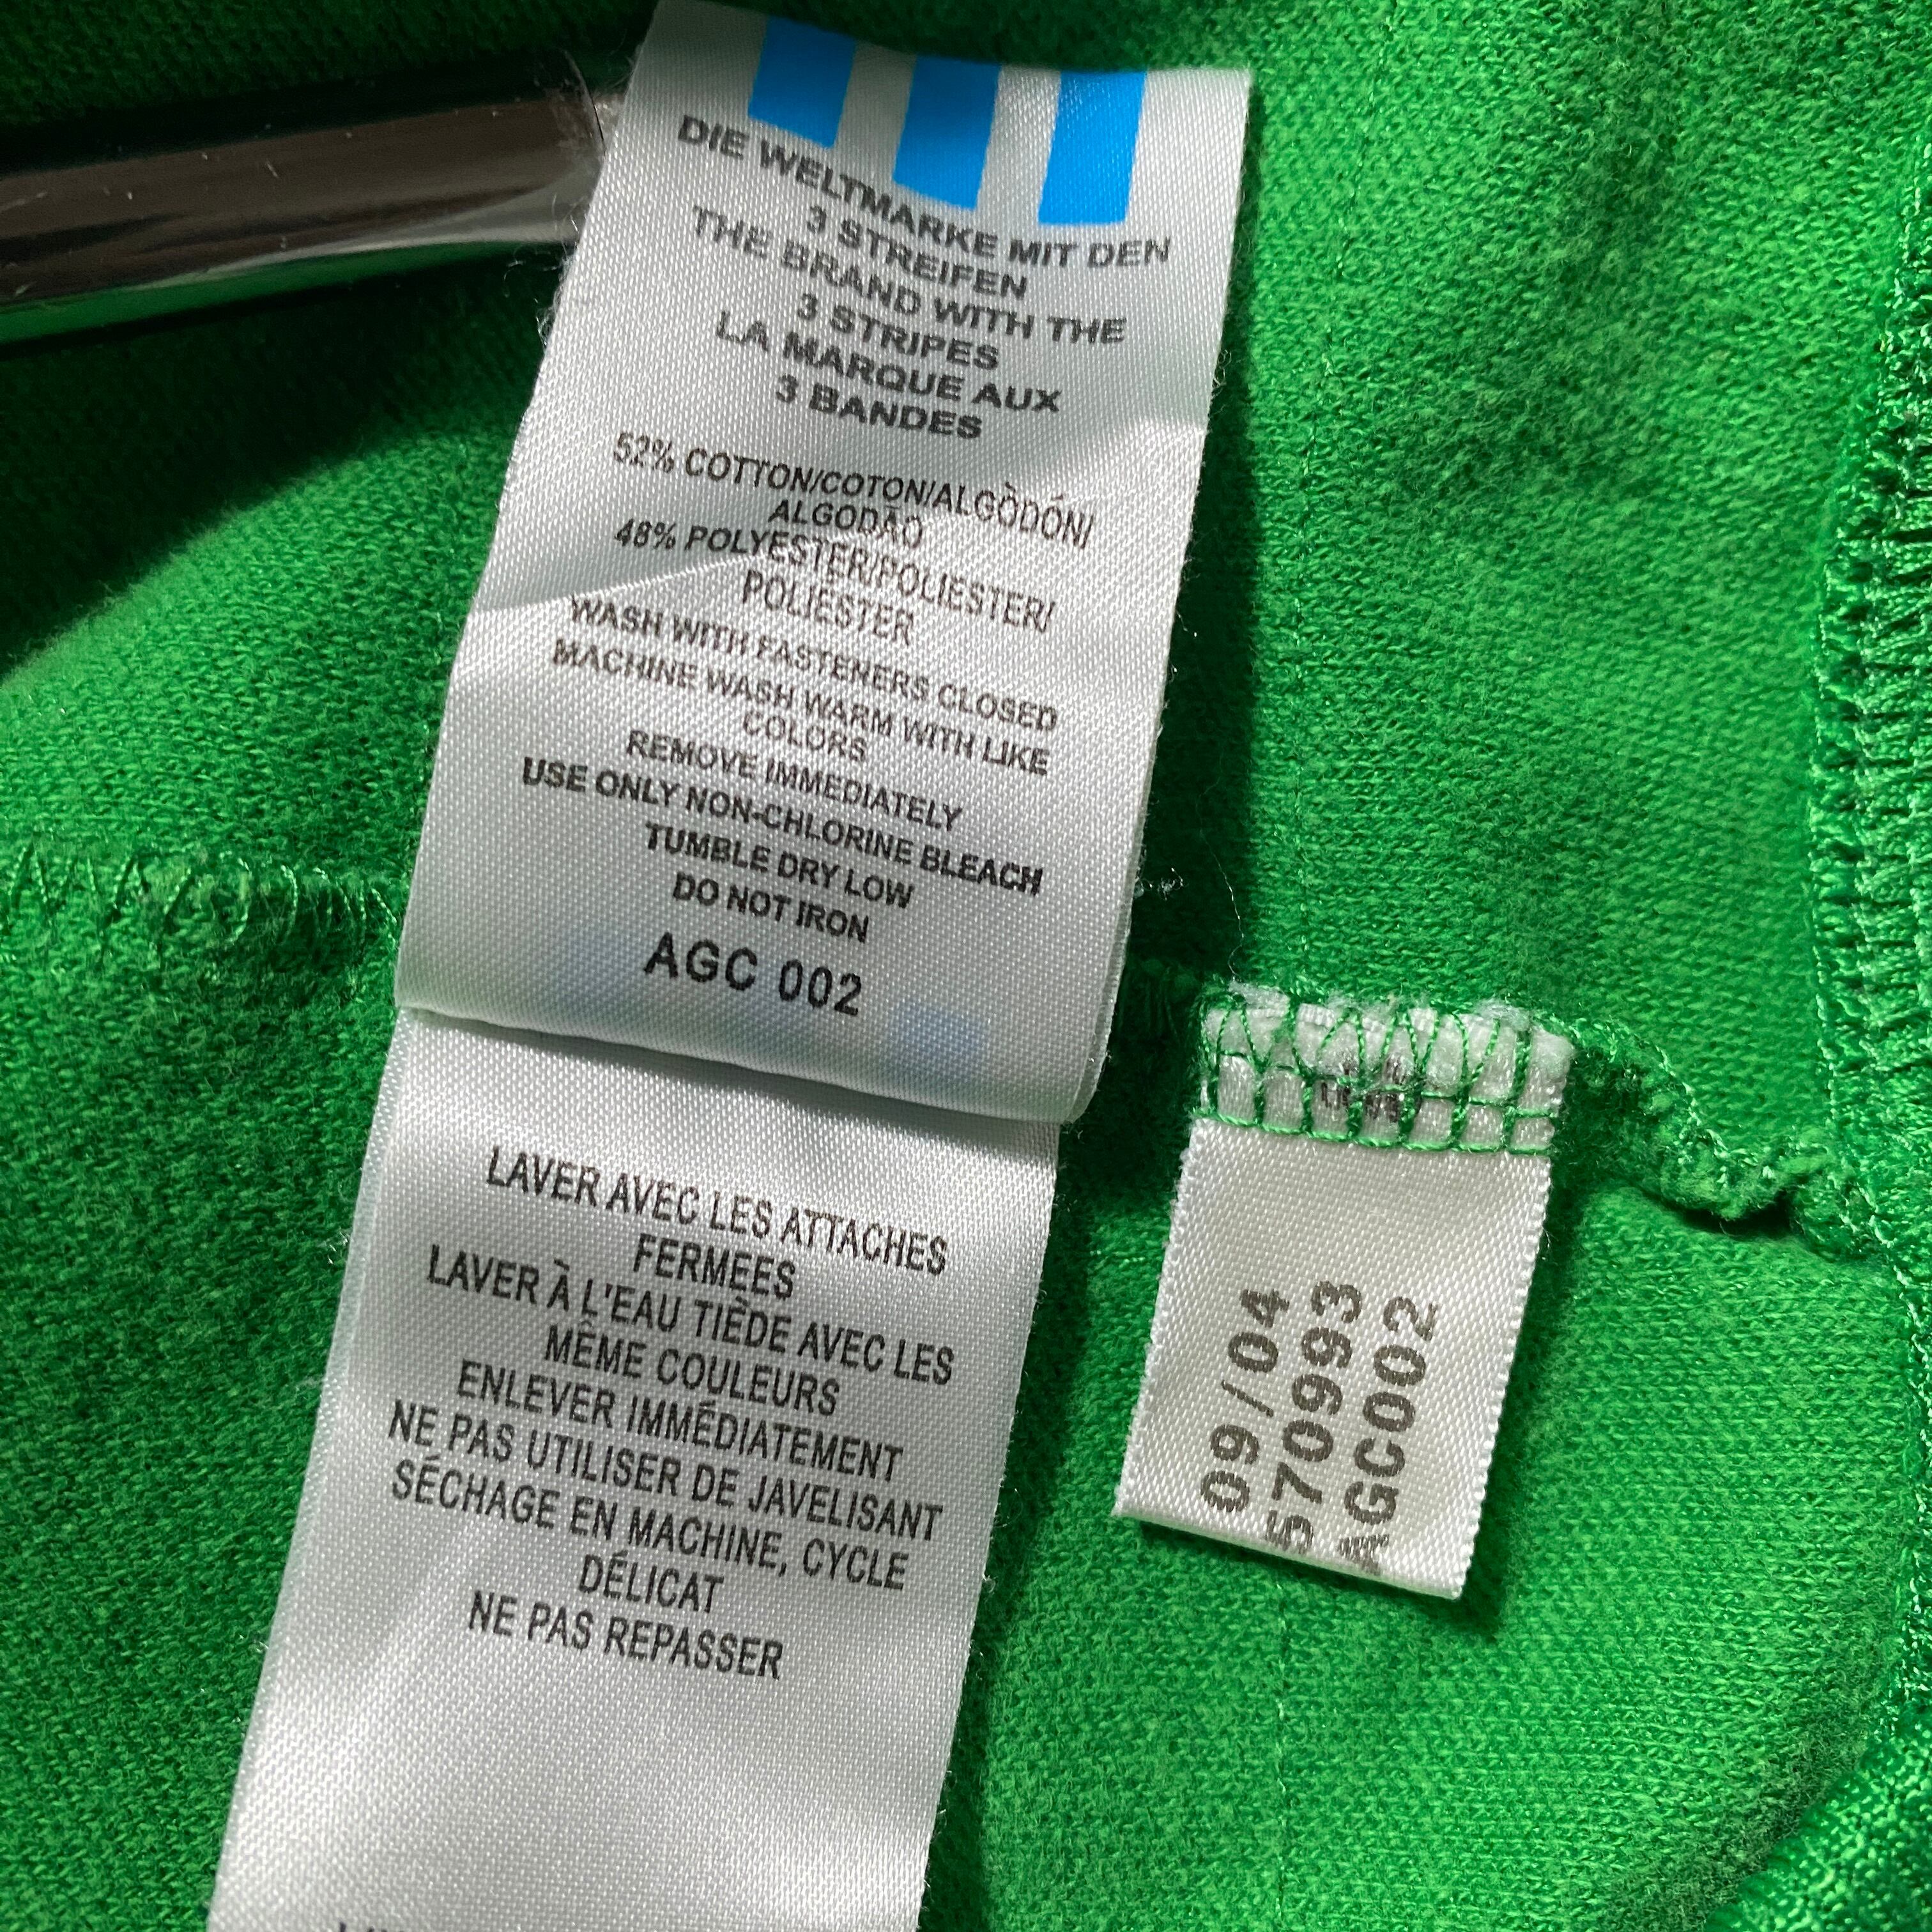 DIE WELTMARKE MIT DEN
3 STREIFEN
THE BRAND WITH THE
3 STRIPES
LA MARQUE AUX
3 BANDES
52% COTTON/COTON/ALGÒDÓN/
ALGODÃO
48% POLYESTER/POLIESTER/
POLIESTER
WASH WITH FASTENERS CLOSED
MACHINE WASH WARM WITH LIKE
COLORS
REMOVE IMMEDIATELY
USE ONLY NON-CHLORINE BLEACH
TUMBLE DRY LOW
DO NOT IRON
AGC 002
LAVER AVEC LES ATTACHES
FERMEES
LAVER À L'EAU TIÈDE AVEC LES
MÊME COULEURS
ENLEVER IMMÉDIATEMENT
NE PAS UTILISER DE JAVELISANT
SÉCHAGE EN MACHINE, CYCLE
DÉLICAT
NE PAS REPASSER
09/04
570993
AGC002